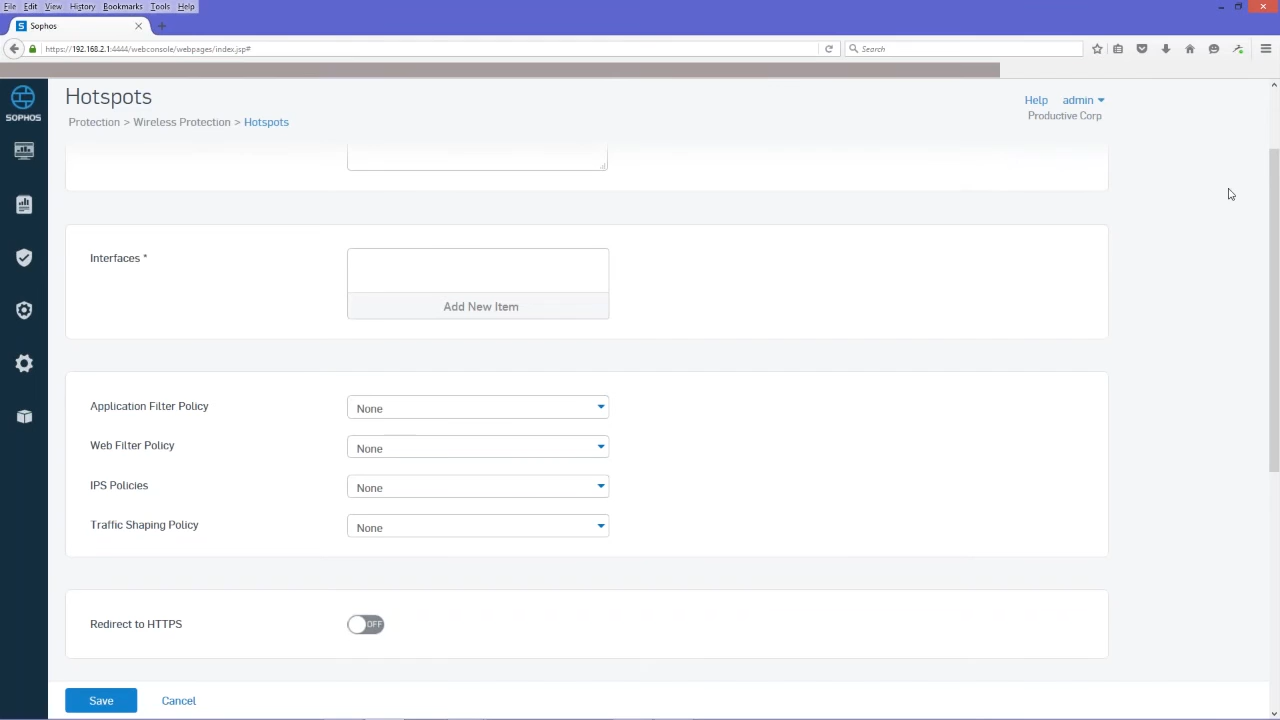 File Edit View History Bookmarks Tools Help
S Sophos
https://192.168.2.1:4444/webconsole/webpages/index.jsp#
Search
Hotspots
Help admin
Protection > Wireless Protection > Hotspots
Productive Corp
SOPHOS
Interfaces *
Add New Item
Application Filter Policy
None
Web Filter Policy
None
IPS Policies
None
Traffic Shaping Policy
None
Redirect to HTTPS
OFF
Save
Cancel